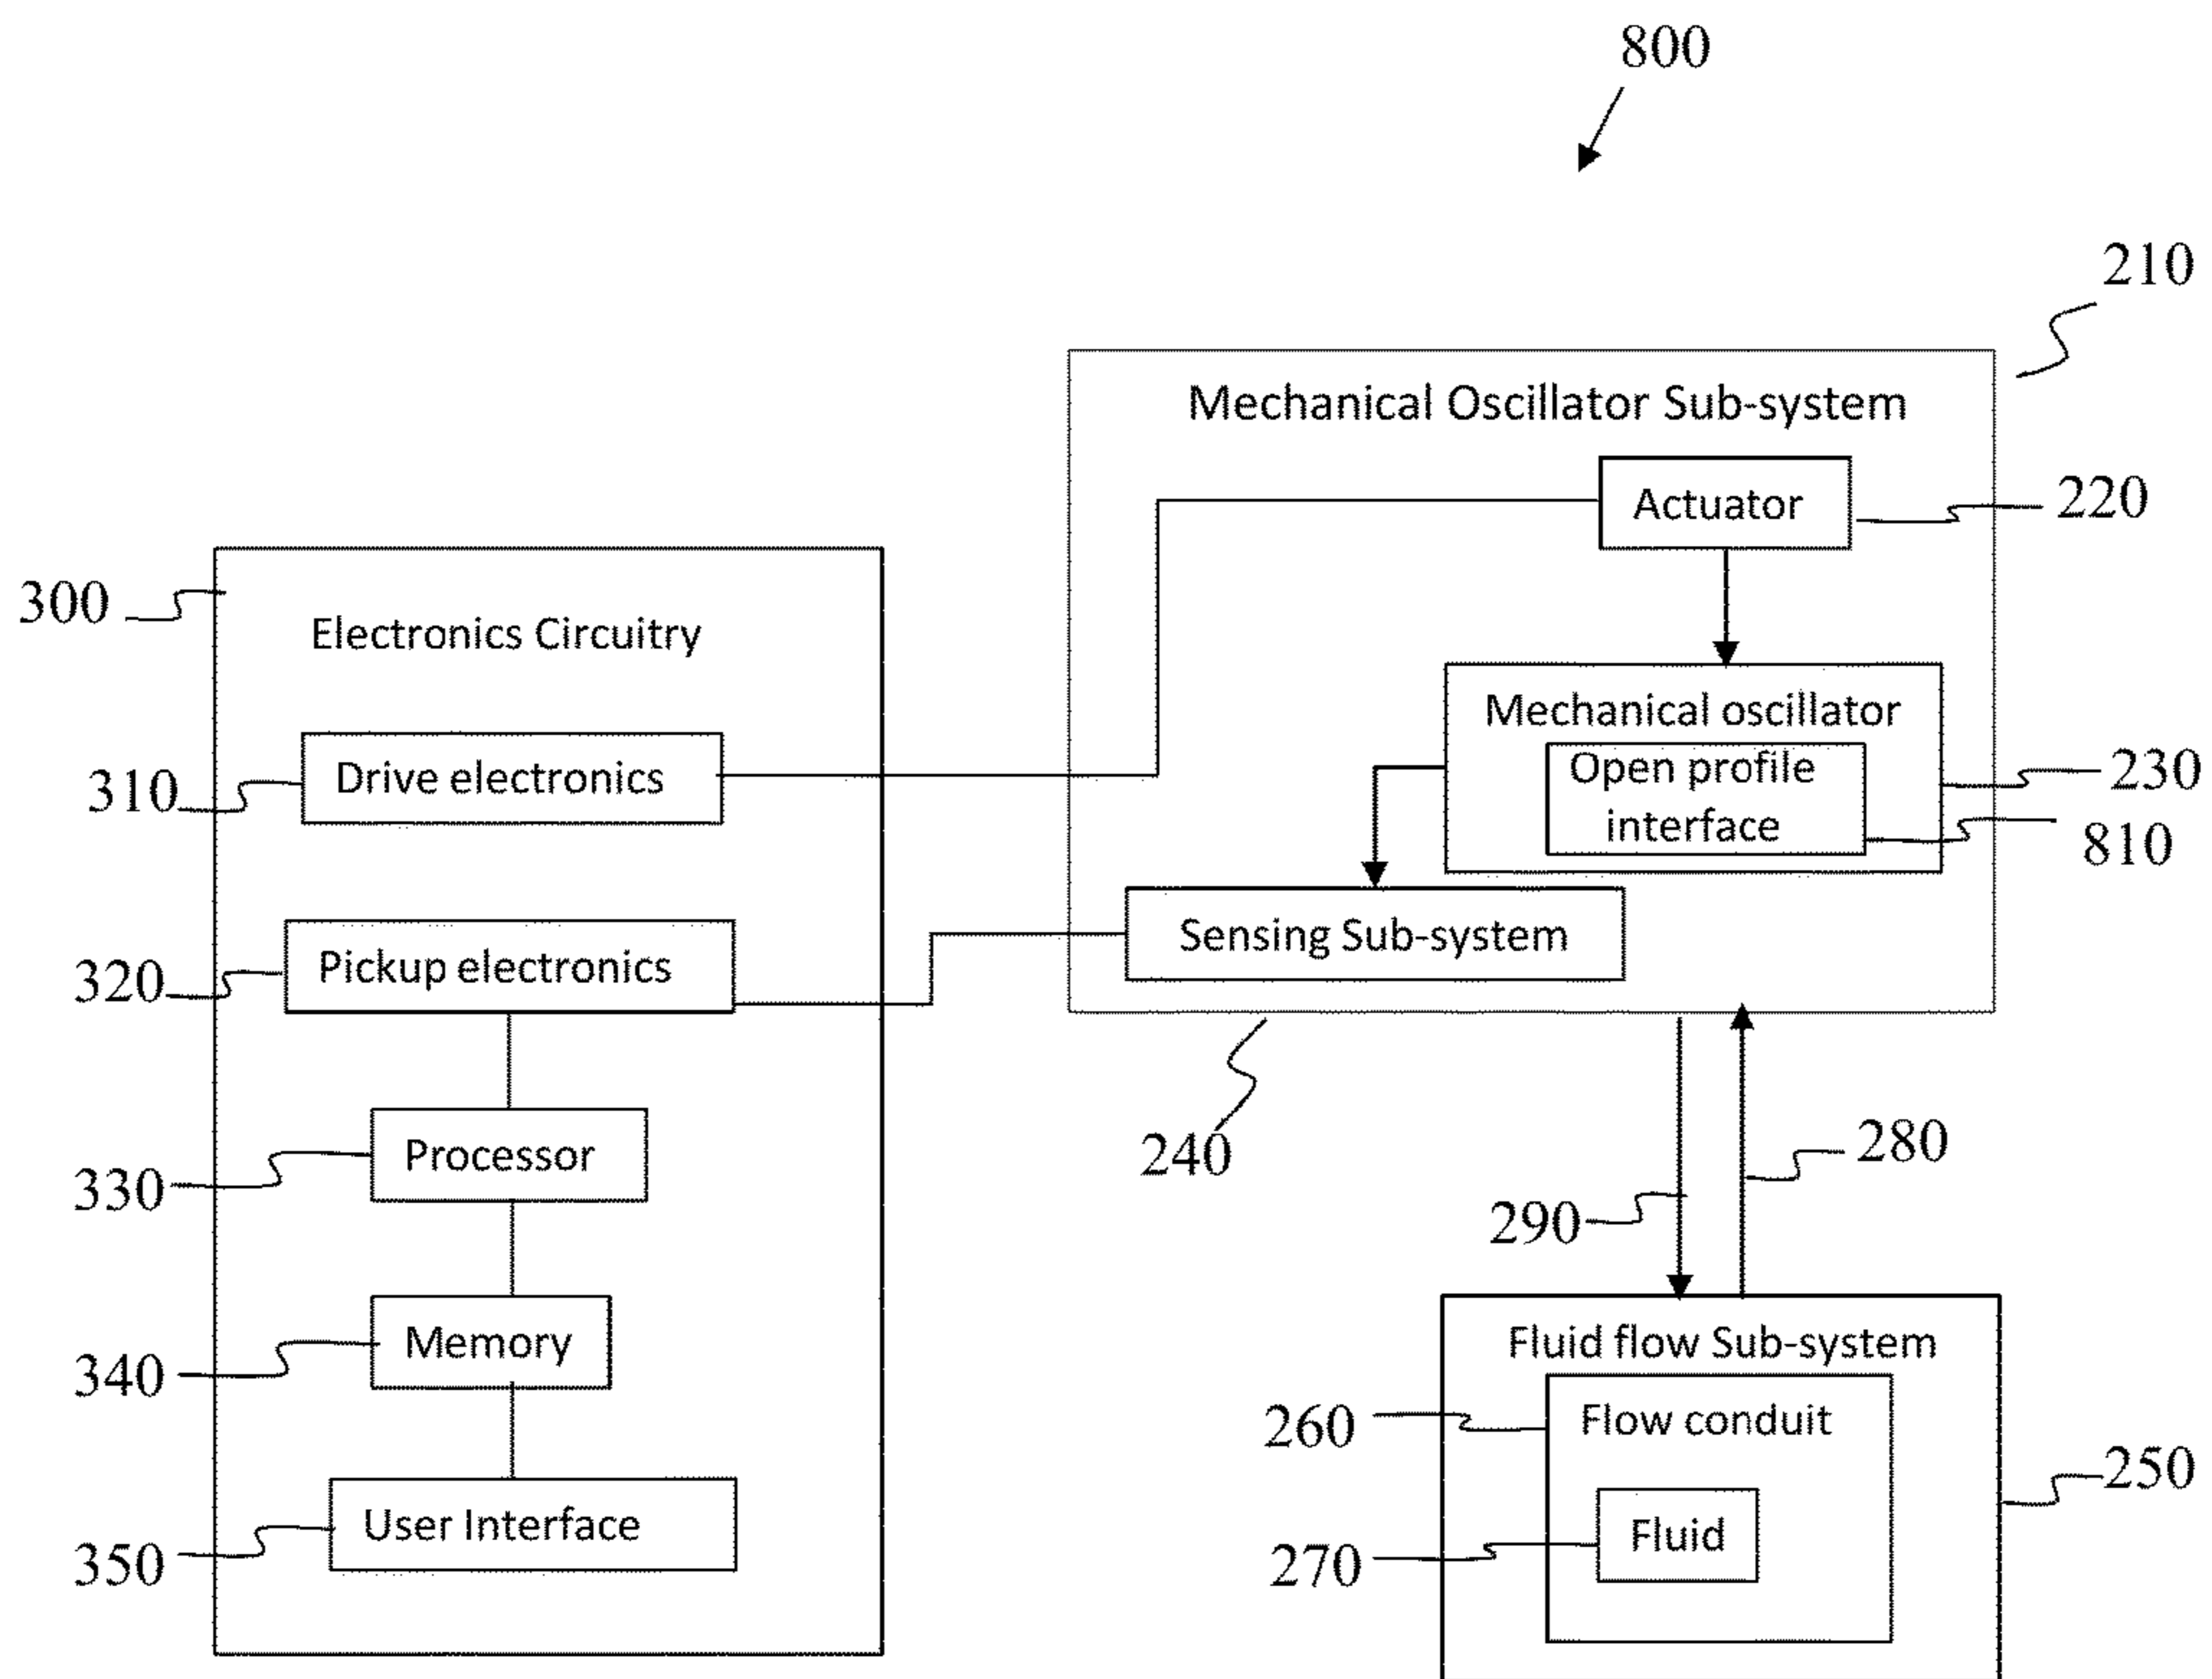 800
210
Mechanical Oscillator Sub-system
Actuator
220
300
Electronics Circuitry
Mechanical oscillator
Open profile
interface
230
810
Drive electronics
310
Sensing Sub-system
Pickup electronics
320
240
280
290
Processor
330
Memory
340
Fluid flow Sub-system
260
Flow conduit
250
User Interface
350
Fluid
270